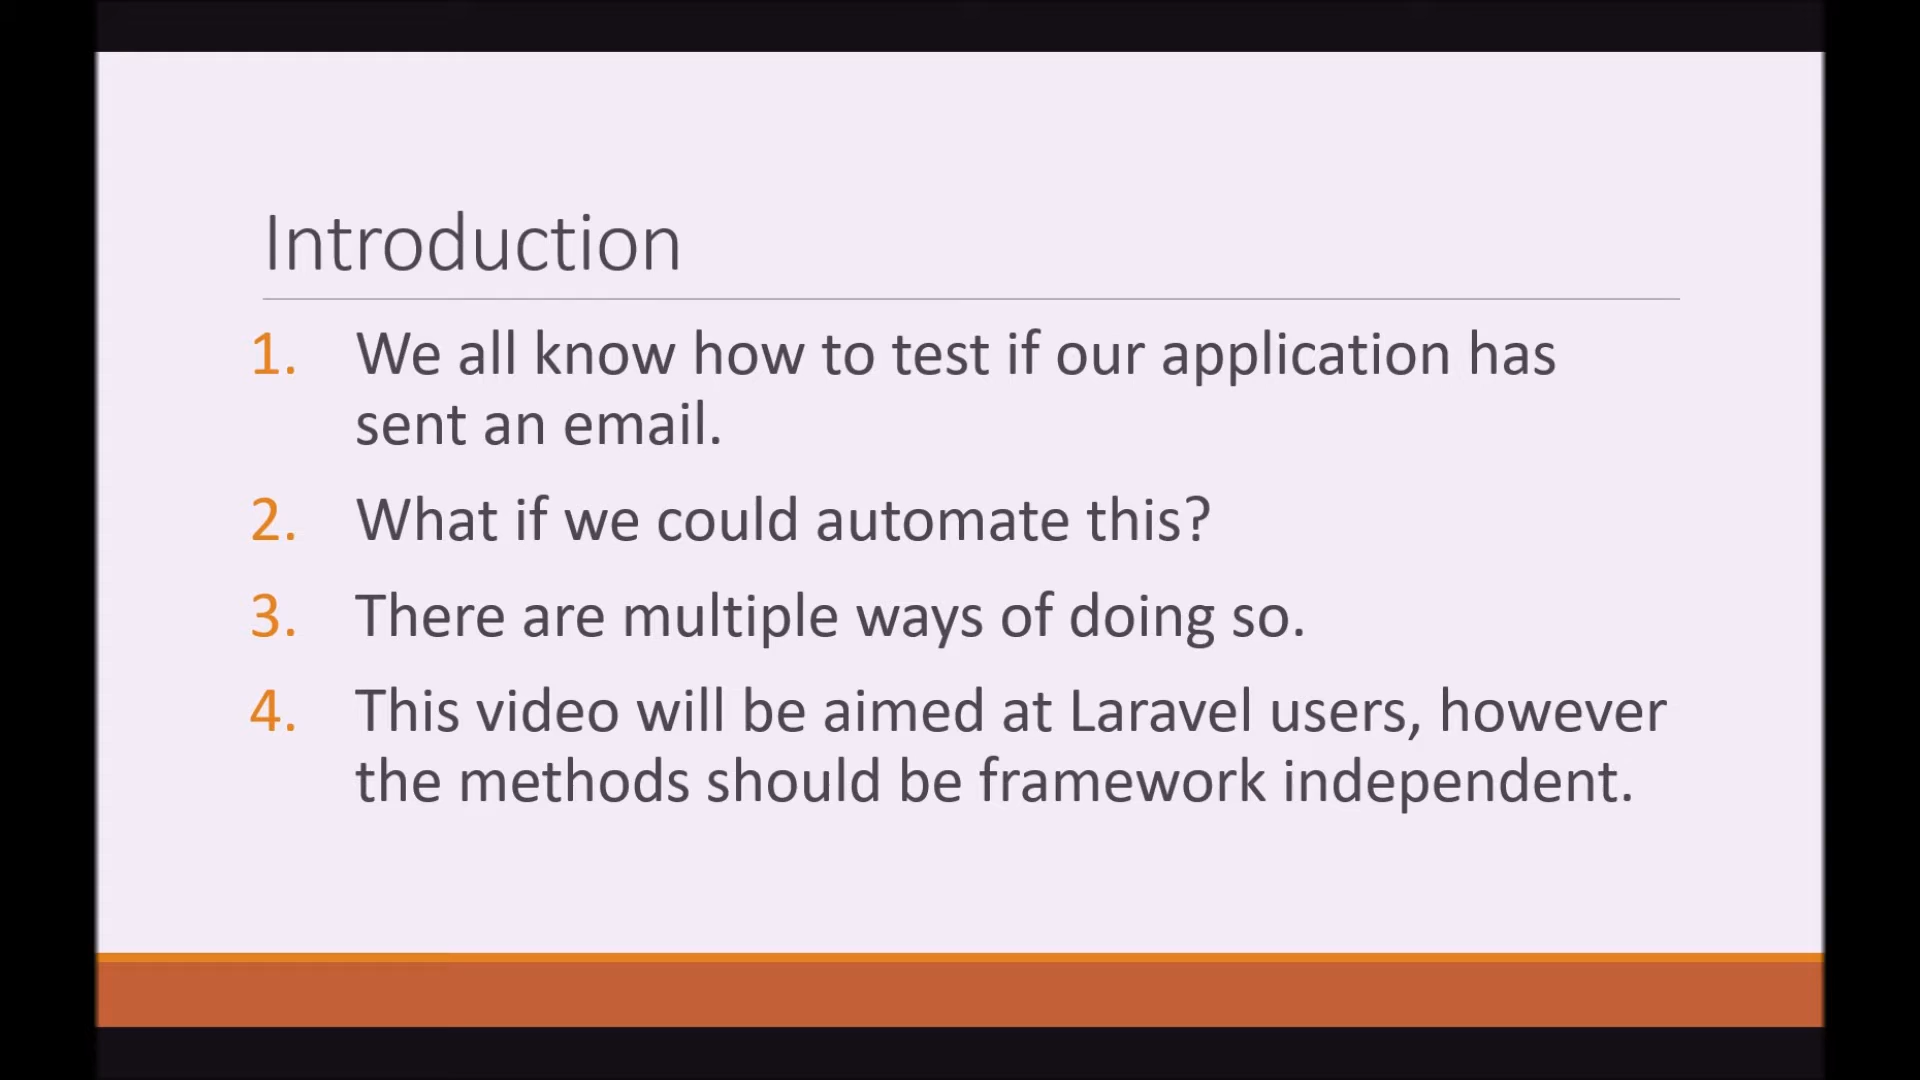 Introduction
1. We all know how to test if our application has
sent an email.
2. What if we could automate this?
3. There are multiple ways of doing so.
4. This video will be aimed at Laravel users, however
the methods should be framework independent.